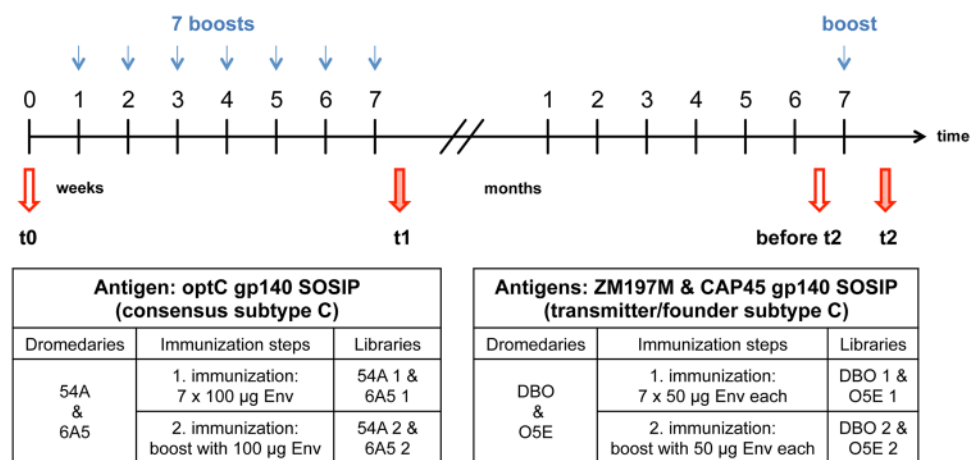 7 boosts
boost
0 1 2 3 4 5 6 7 1 2 3 4 5 6 7
time
weeks
months
t0
t1
before t2
t2
Antigen: optC gp140 SOSIP
(consensus subtype C)
Dromedaries Immunization steps Libraries
54A
&
6A5
1. immunization:
7 x 100 µg Env
54A 1 &
6A5 1
2. immunization:
boost with 100 µg Env
54A 2 &
6A5 2
Antigens: ZM197M & CAP45 gp140 SOSIP
(transmitter/founder subtype C)
Dromedaries Immunization steps Libraries
DBO
&
O5E
1. immunization:
7 x 50 µg Env each
DBO 1 &
O5E 1
2. immunization:
boost with 50 µg Env each
DBO 2 &
O5E 2